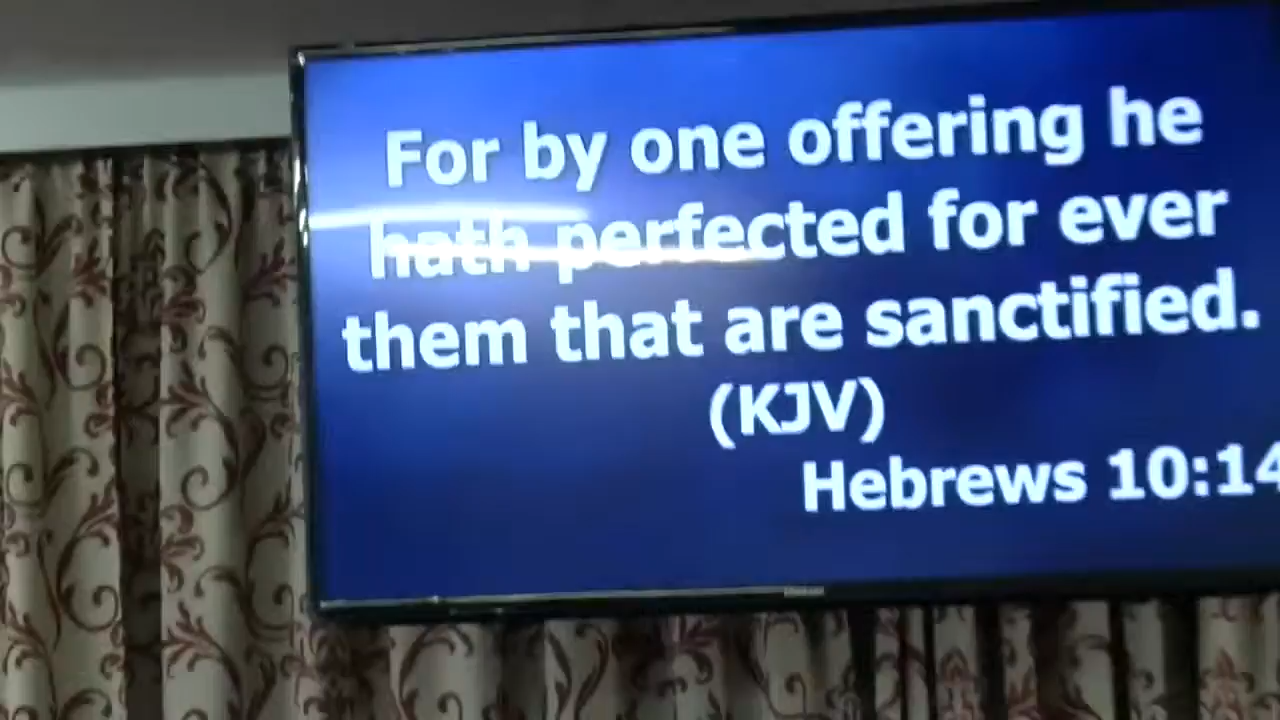 For by one offering he
hath perfected for ever
them that are sanctified.
(KJV)
Hebrews 10:14